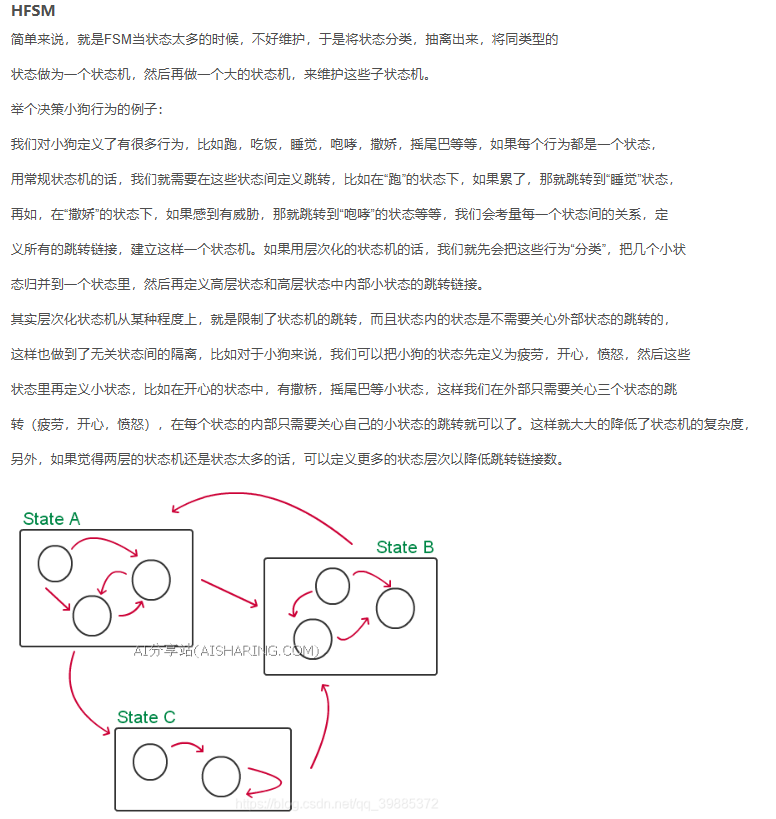 HFSM
简单来说，就是FSM当状态太多的时候，不好维护，于是将状态分类，抽离出来，将同类型的
状态做为一个状态机，然后再做一个大的状态机，来维护这些子状态机。
举个决策小狗行为的例子：
我们对小狗定义了有很多行为，比如跑，吃饭，睡觉，咆哮，撒娇，摇尾巴等等，如果每个行为都是一个状态，
用常规状态机的话，我们就需要在这些状态间定义跳转，比如在“跑”的状态下，如果累了，那就跳转到“睡觉”状态，
再如，在“撒娇”的状态下，如果感到有威胁，那就跳转到“咆哮”的状态等等，我们会考量每一个状态间的关系，定
义所有的跳转链接，建立这样一个状态机。如果用层次化的状态机的话，我们就先会把这些行为“分类”，把几个小状
态归并到一个状态里，然后再定义高层状态和高层状态中内部小状态的跳转链接。
其实层次化状态机从某种程度上，就是限制了状态机的跳转，而且状态内的状态是不需要关心外部状态的跳转的，
这样也做到了无关状态间的隔离，比如对于小狗来说，我们可以把小狗的状态先定义为疲劳，开心，愤怒，然后这些
状态里再定义小状态，比如在开心的状态中，有撒桥，摇尾巴等小状态，这样我们在外部只需要关心三个状态的跳
转（疲劳，开心，愤怒），在每个状态的内部只需要关心自己的小状态的跳转就可以了。这样就大大的降低了状态机的复杂度，
另外，如果觉得两层的状态机还是状态太多的话，可以定义更多的状态层次以降低跳转链接数。
State A
State B
AI分享站(AISHARING.COM)
State C
https://blog.csdn.net/qq_39885372